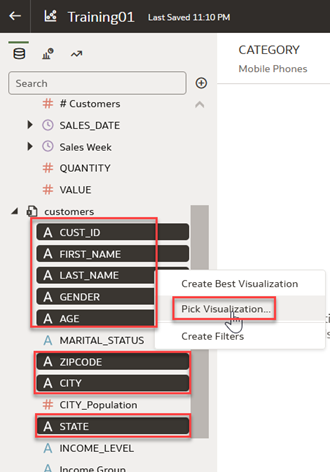 Training01 Last Saved 11:10 PM
Search
# # Customers
SALES_DATE
Sales Week
# QUANTITY
# VALUE
customers
A CUST_ID
A FIRST_NAME
A LAST_NAME
A GENDER
A AGE
A MARITAL_STATUS
A ZIPCODE
A CITY
# CITY_Population
A STATE
A INCOME_LEVEL
A Income Group
CATEGORY
Mobile Phones
Create Best Visualization
Pick Visualization...
Create Filters